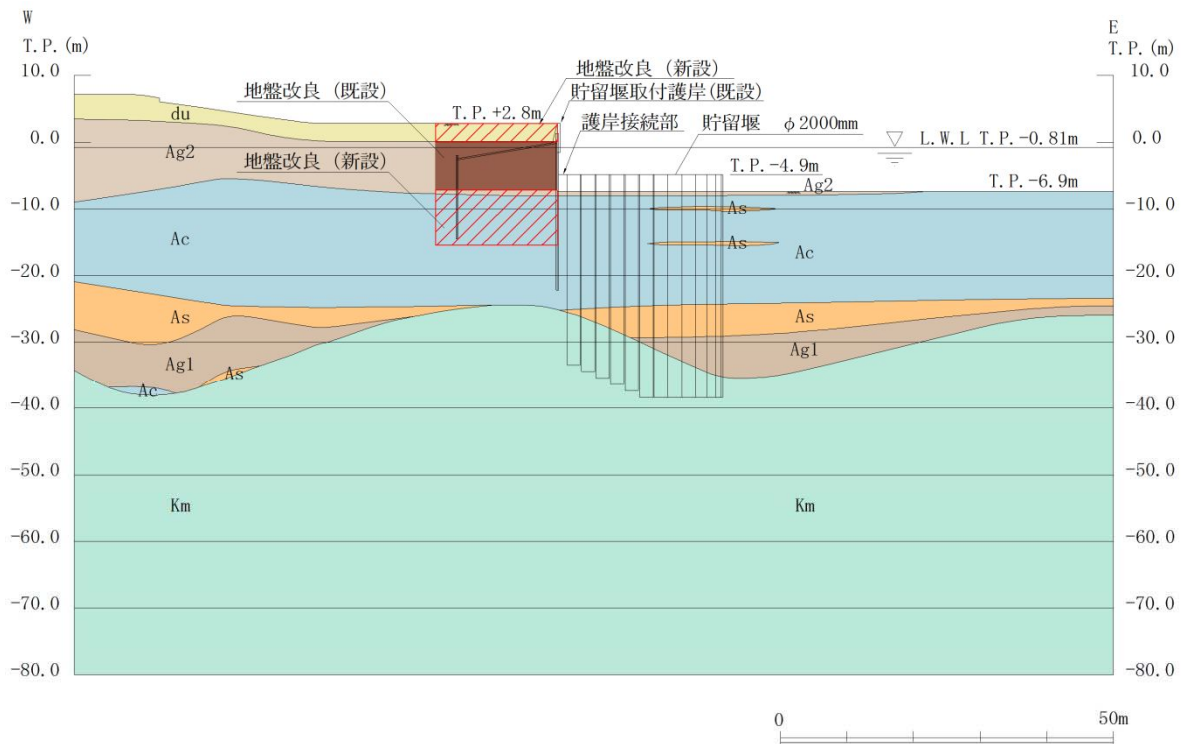 W
T.P.(m)
E
T.P.(m)
10.0
0.0
-10.0
-20.0
-30.0
-40.0
-50.0
-60.0
-70.0
-80.0
地盤改良 (新設)
地盤改良 (既設)
T.P.+2.8m
貯留堰取付護岸(既設)
護岸接続部
貯留堰 φ2000mm
L.W.L T.P.-0.81m
地盤改良 (新設)
T.P.-4.9m
T.P.-6.9m
du
Ag2
Ag2
As
As
Ac
Ac
As
As
Ag1
Ag1
As
Ac
Km
Km
10.0
0.0
-10.0
-20.0
-30.0
-40.0
-50.0
-60.0
-70.0
-80.0
0 50m